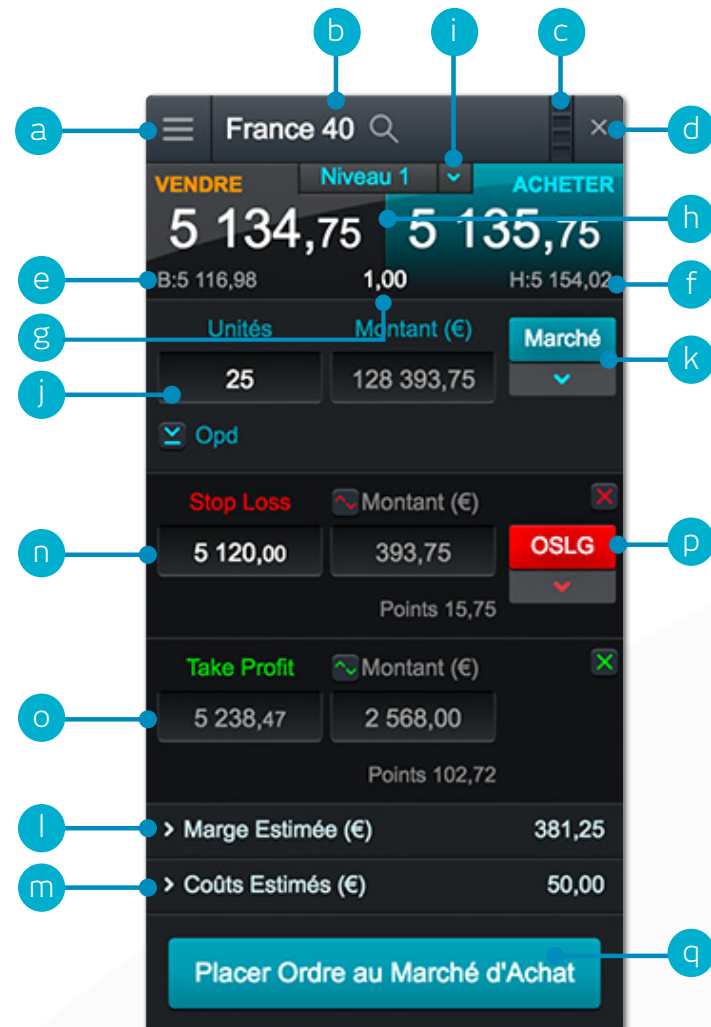 b i c
a France 40 d
VENDRE Niveau 1 ACHETER
5 134,75 5 135,75 h
e B:5 116,98 1,00 H:5 154,02 f
g Unités Montant (€) Marché k
j 25 128 393,75
Opd
Stop Loss Montant (€)
n 5 120,00 393,75 OSLG p
Points 15,75
Take Profit Montant (€)
o 5 238,47 2 568,00
Points 102,72
l Marge Estimée (€) 381,25
m Coûts Estimés (€) 50,00
Placer Ordre au Marché d'Achat q